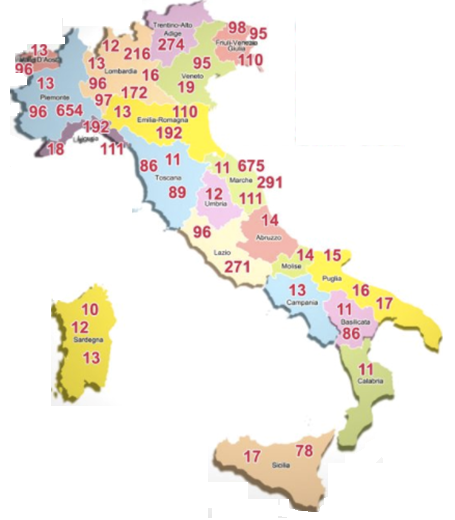 Trentino-Alto
Adige
274
98
95
Friuli-Venezia
Giulia
110
12
216
13
Lombardia
16
96
172
97
95
Veneto
19
13
96
13
Piemonte
96
654
13
110
Emilia-Romagna
192
192
18
111
86
11
Toscana
89
11
675
Marche
291
111
12
Umbria
96
Lazio
271
14
Abruzzo
14
Molise
15
Puglia
16
17
13
Campania
11
Basilicata
86
11
Calabria
10
12
Sardegna
13
17
78
Sicilia